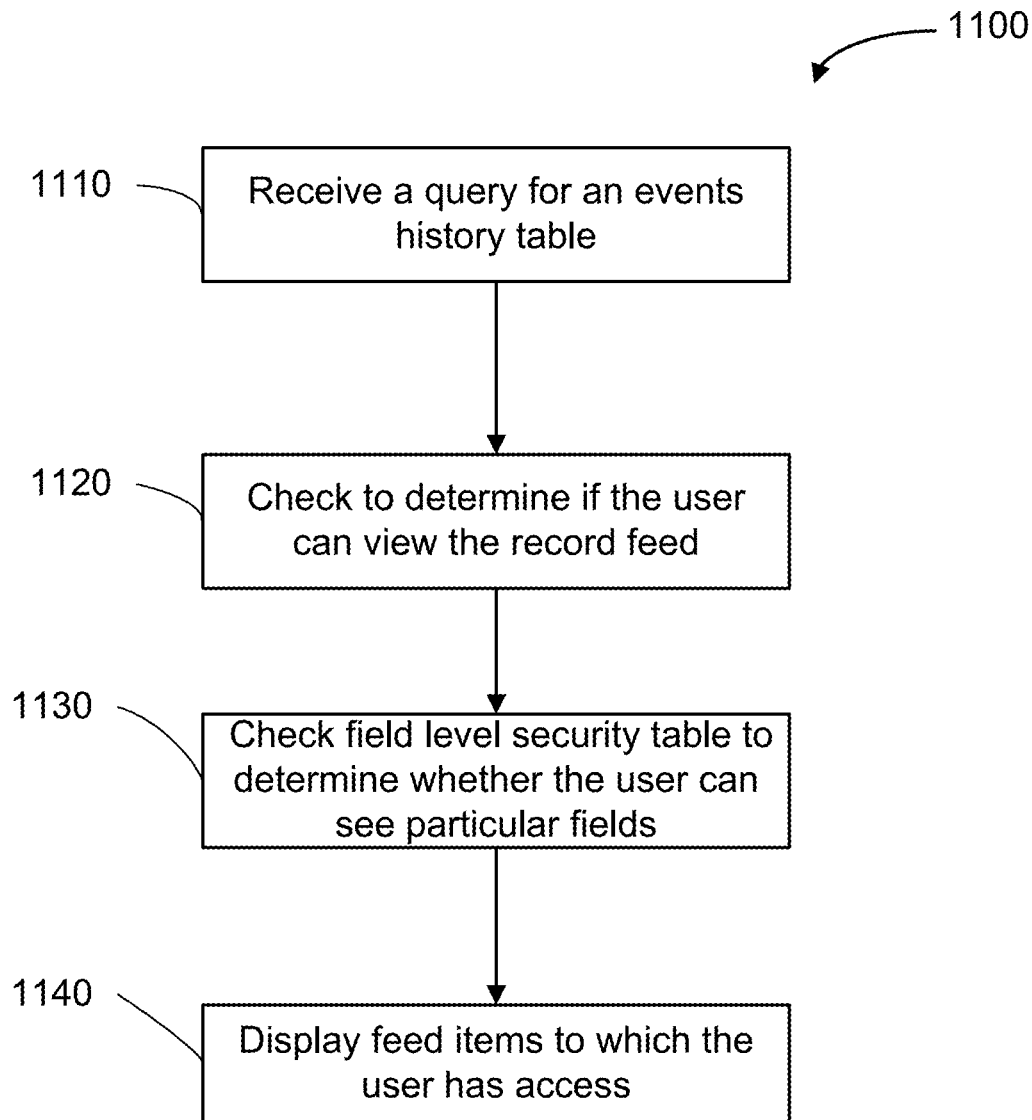 1100
1110
Receive a query for an events
history table
1120
Check to determine if the user
can view the record feed
1130
Check field level security table to
determine whether the user can
see particular fields
1140
Display feed items to which the
user has access